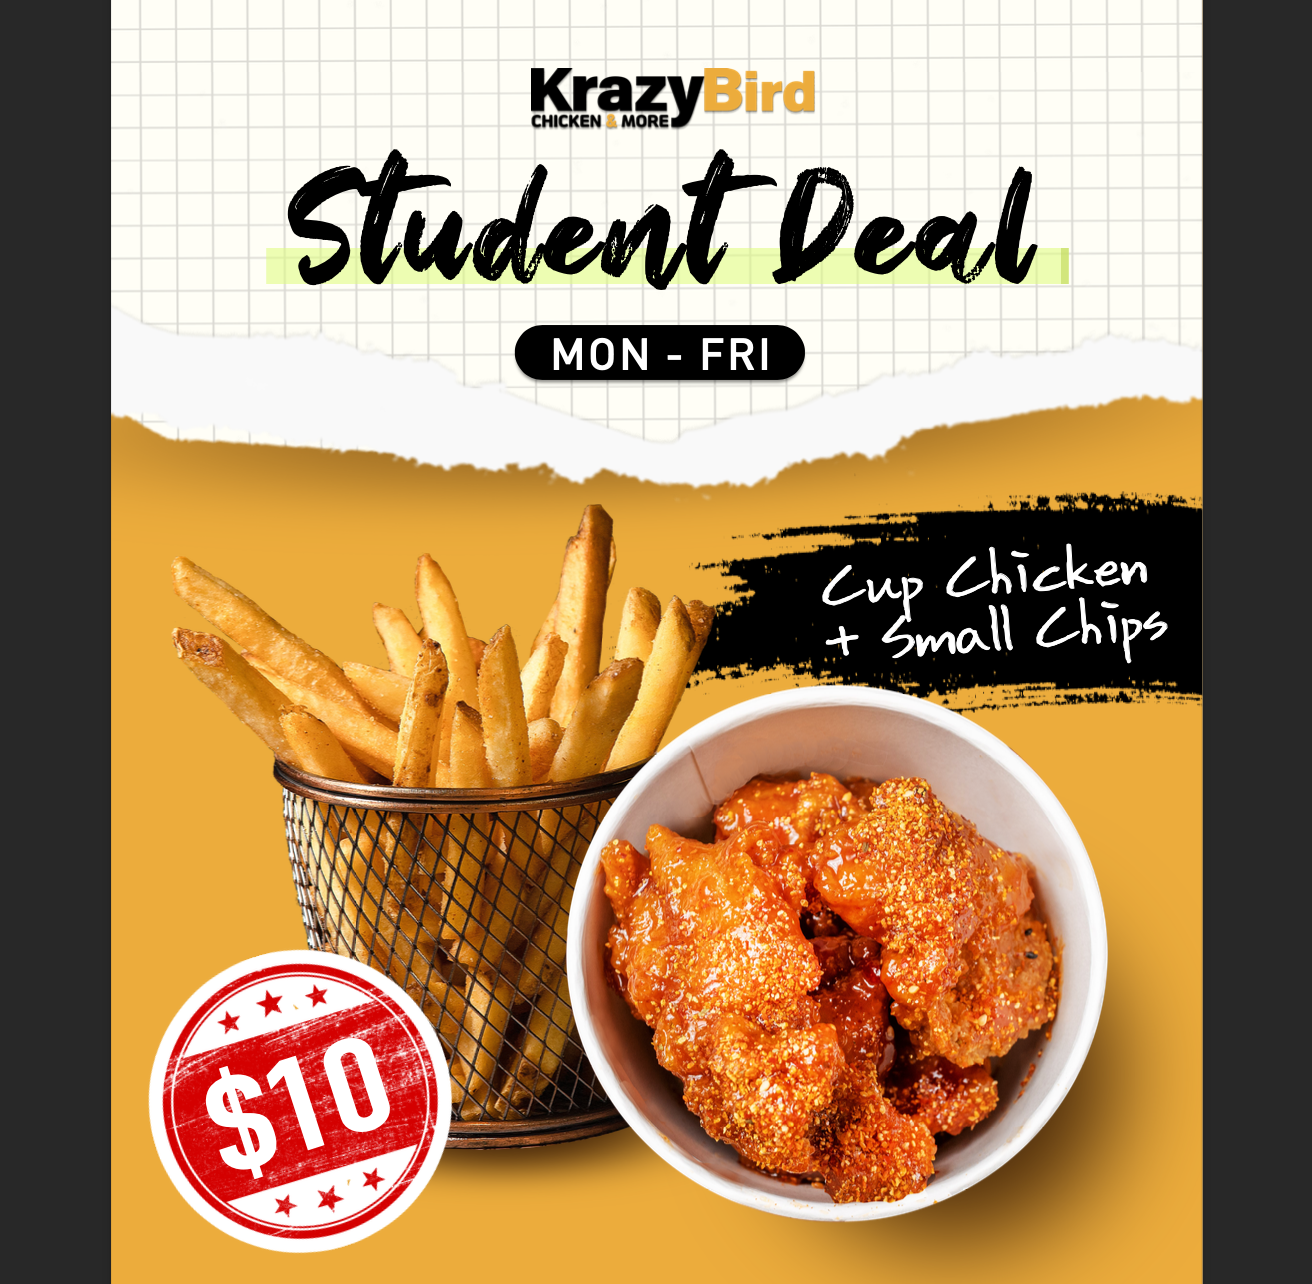 KrazyBird
CHICKEN & MORE
Student Deal
MON - FRI
Cup Chicken
+ Small Chips
$10